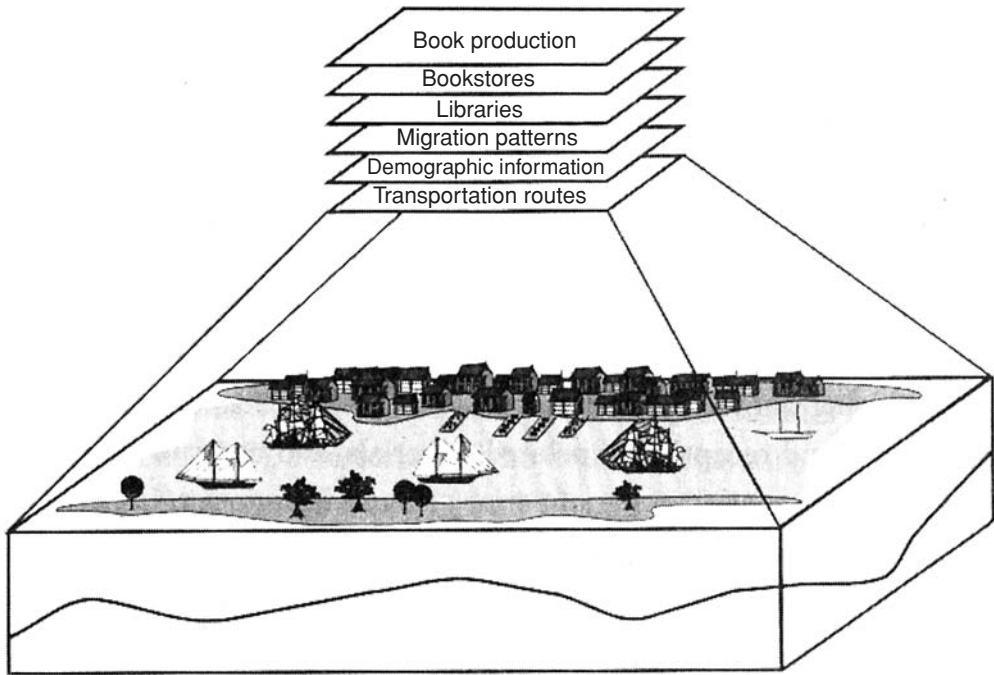 Book production
Bookstores
Libraries
Migration patterns
Demographic information
Transportation routes